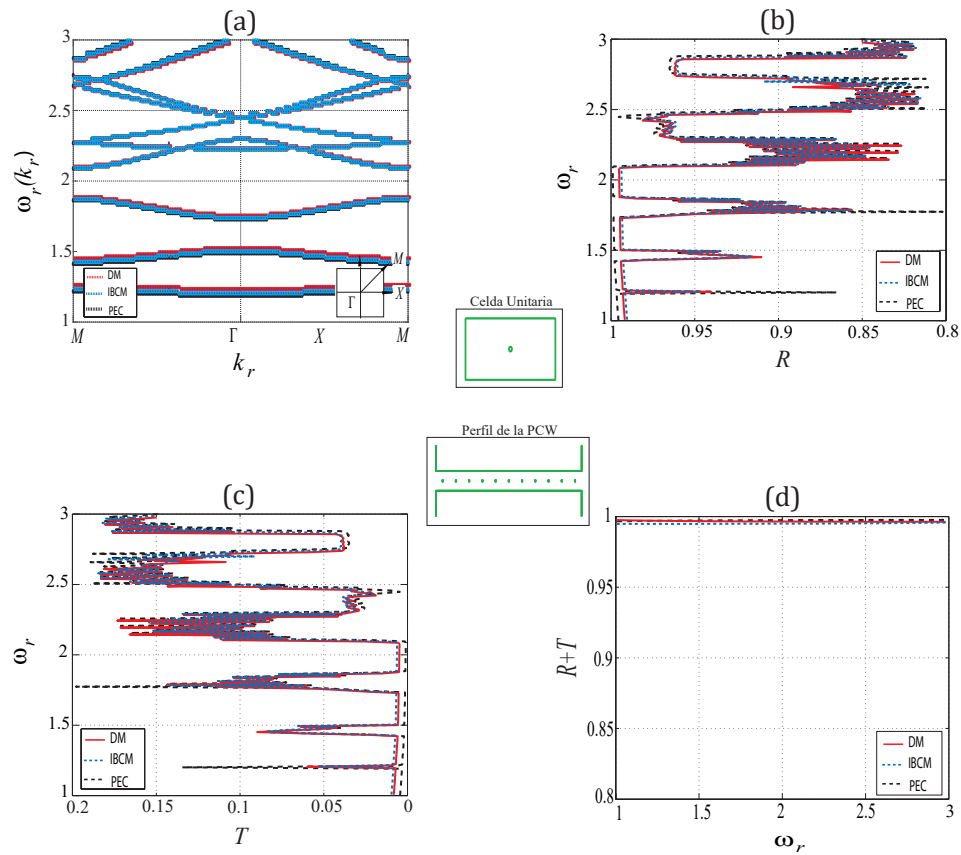 (a)
3
2.5
2
1.5
1
ω_r(k_r)
DM
IBCM
PEC
M
X
Γ
M
Γ
X
M
k_r
(b)
3
2.5
2
1.5
1
ω_r
DM
IBCM
PEC
1
0.95
0.9
0.85
0.8
R
Celda Unitaria
Perfil de la PCW
(c)
3
2.5
2
1.5
1
ω_r
DM
IBCM
PEC
0.2
0.15
0.1
0.05
0
T
(d)
1
0.95
0.9
0.85
0.8
R+T
DM
IBCM
PEC
1
1.5
2
2.5
3
ω_r